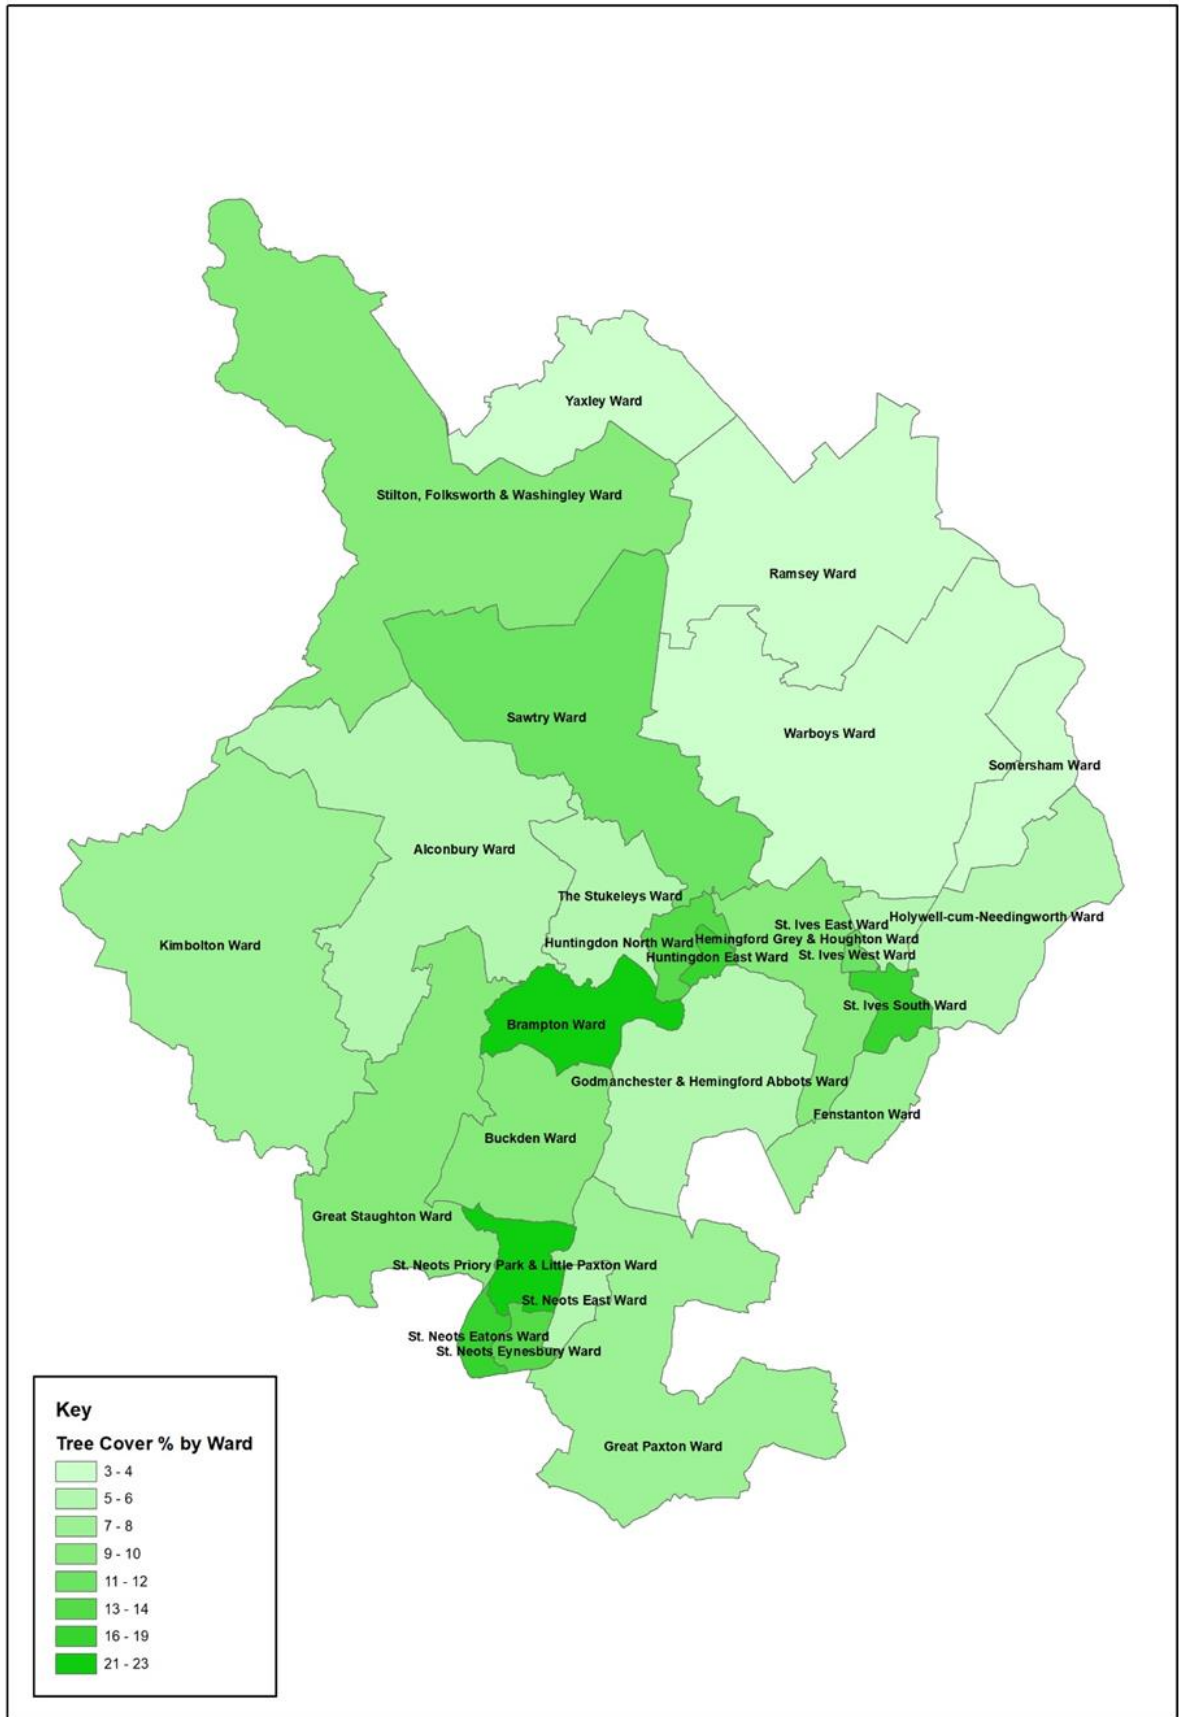 Yaxley Ward
Stilton, Folksworth & Washingley Ward
Ramsey Ward
Sawtry Ward
Warboys Ward
Somersham Ward
Alconbury Ward
The Stukeleys Ward
Holywell-cum-Needingworth Ward
St. Ives East Ward
Kimbolton Ward
Huntingdon North Ward
Hemingford Grey & Houghton Ward
Huntingdon East Ward
St. Ives West Ward
St. Ives South Ward
Brampton Ward
Godmanchester & Hemingford Abbots Ward
Fenstanton Ward
Buckden Ward
Great Staughton Ward
St. Neots Priory Park & Little Paxton Ward
St. Neots East Ward
St. Neots Eatons Ward
St. Neots Eynesbury Ward
Great Paxton Ward
Key
Tree Cover % by Ward
3 - 4
5 - 6
7 - 8
9 - 10
11 - 12
13 - 14
16 - 19
21 - 23